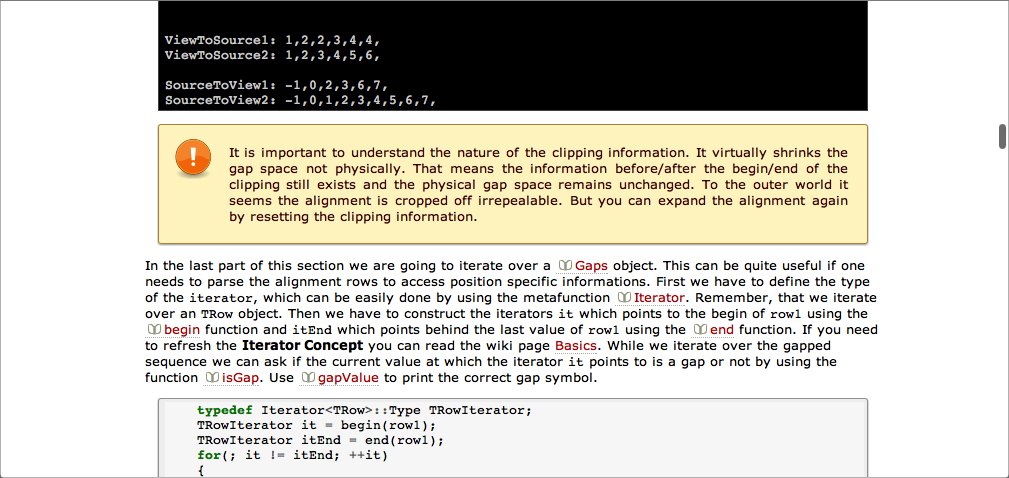 ViewToSource1: 1,2,2,3,4,4,
ViewToSource2: 1,2,3,4,5,6,
SourceToView1: -1,0,2,3,6,7,
SourceToView2: -1,0,1,2,3,4,5,6,7,
It is important to understand the nature of the clipping information. It virtually shrinks the
gap space not physically. That means the information before/after the begin/end of the
clipping still exists and the physical gap space remains unchanged. To the outer world it
seems the alignment is cropped off irrepealable. But you can expand the alignment again
by resetting the clipping information.
In the last part of this section we are going to iterate over a Gaps object. This can be quite useful if one
needs to parse the alignment rows to access position specific informations. First we have to define the type
of the iterator, which can be easily done by using the metafunction Iterator. Remember, that we iterate
over an TRow object. Then we have to construct the iterators it which points to the begin of row1 using the
begin function and itEnd which points behind the last value of row1 using the end function. If you need
to refresh the Iterator Concept you can read the wiki page Basics. While we iterate over the gapped
sequence we can ask if the current value at which the iterator it points to is a gap or not by using the
function isGap. Use gapValue to print the correct gap symbol.
typedef Iterator<TRow>::Type TRowIterator;
TRowIterator it = begin(row1);
TRowIterator itEnd = end(row1);
for(; it != itEnd; ++it)
{